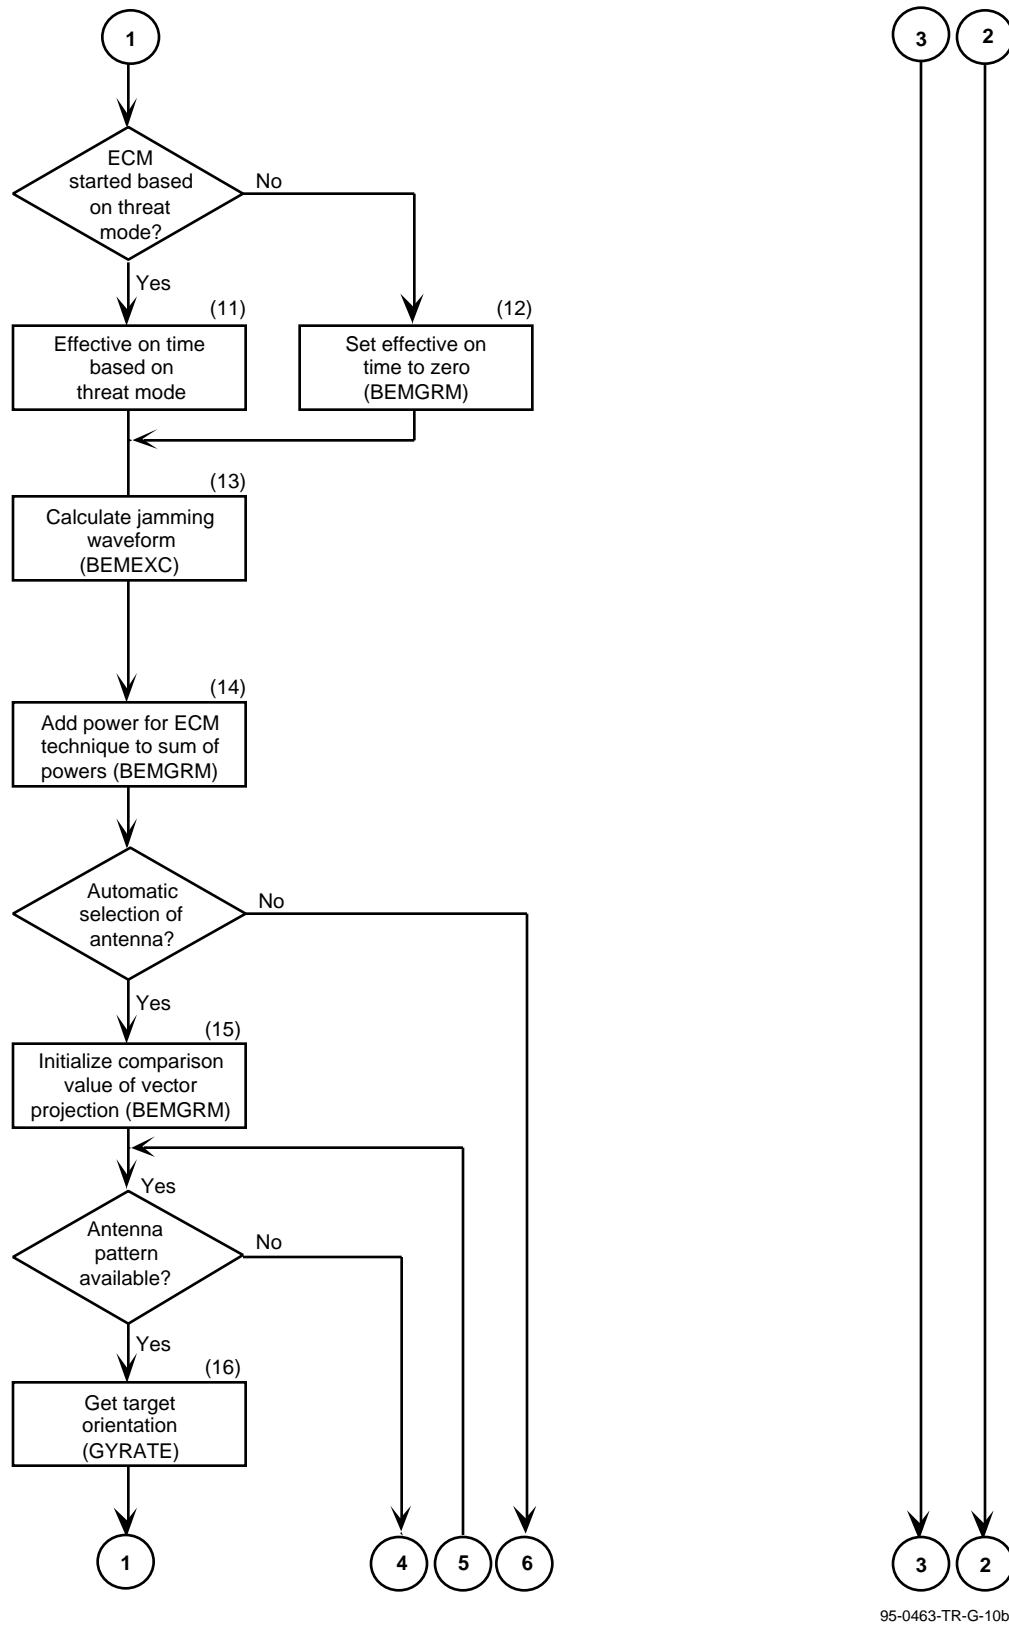 1
3
2
ECM
started based
on threat
mode?
No
Yes
(11)
(12)
Effective on time
based on
threat mode
Set effective on
time to zero
(BEMGRM)
(13)
Calculate jamming
waveform
(BEMEXC)
(14)
Add power for ECM
technique to sum of
powers (BEMGRM)
Automatic
selection of
antenna?
No
Yes
(15)
Initialize comparison
value of vector
projection (BEMGRM)
Yes
Antenna
pattern
available?
No
Yes
(16)
Get target
orientation
(GYRATE)
1
4
5
6
3
2
95-0463-TR-G-10b